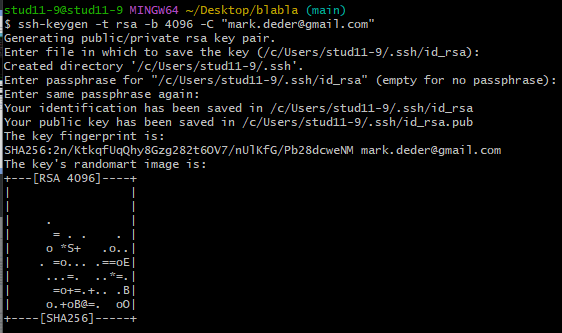 stud11-9@stud11-9 MINGW64 ~/Desktop/blabla (main)
$ ssh-keygen -t rsa -b 4096 -C "mark.deder@gmail.com"
Generating public/private rsa key pair.
Enter file in which to save the key (/c/Users/stud11-9/.ssh/id_rsa):
Created directory '/c/Users/stud11-9/.ssh'.
Enter passphrase for "/c/Users/stud11-9/.ssh/id_rsa" (empty for no passphrase):
Enter same passphrase again:
Your identification has been saved in /c/Users/stud11-9/.ssh/id_rsa
Your public key has been saved in /c/Users/stud11-9/.ssh/id_rsa.pub
The key fingerprint is:
SHA256:2n/KtkqfUqQhy8Gzg282t6OV7/nUlKfG/Pb28dcweNM mark.deder@gmail.com
The key's randomart image is:
+---[RSA 4096]----+
|                 |
|                 |
|     .           |
|      = . .    . |
|     o *S+   .o..|
|    . =o... .==oE|
|     ...=.  ..*=.|
|     =o+=.+.. .B|
|     o.+oB@=.  oO|
+----[SHA256]-----+